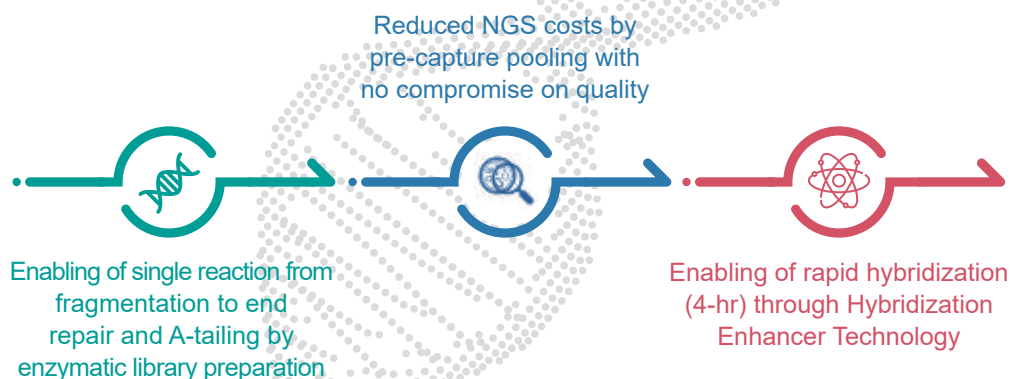 Reduced NGS costs by
pre-capture pooling with
no compromise on quality
Enabling of single reaction from
fragmentation to end
repair and A-tailing by
enzymatic library preparation
Enabling of rapid hybridization
(4-hr) through Hybridization
Enhancer Technology